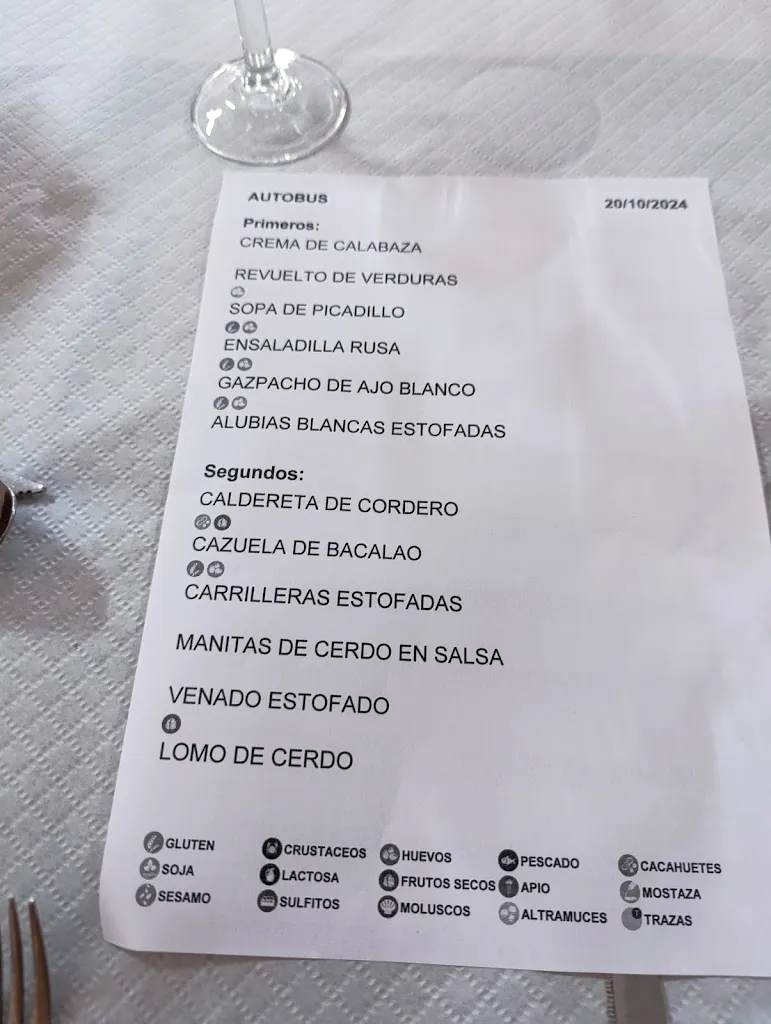 AUTOBUS 20/10/2024
Primeros:
CREMA DE CALABAZA
REVUELTO DE VERDURAS
SOPA DE PICADILLO
ENSALADILLA RUSA
GAZPACHO DE AJO BLANCO
ALUBIAS BLANCAS ESTOFADAS
Segundos:
CALDERETA DE CORDERO
CAZUELA DE BACALAO
CARRILLERAS ESTOFADAS
MANITAS DE CERDO EN SALSA
VENADO ESTOFADO
LOMO DE CERDO
GLUTEN CRUSTACEOS HUEVOS PESCADO CACAHUETES
SOJA LACTOSA FRUTOS SECOS APIO MOSTAZA
SESAMO SULFITOS MOLUSCOS ALTRAMUCES TRAZAS